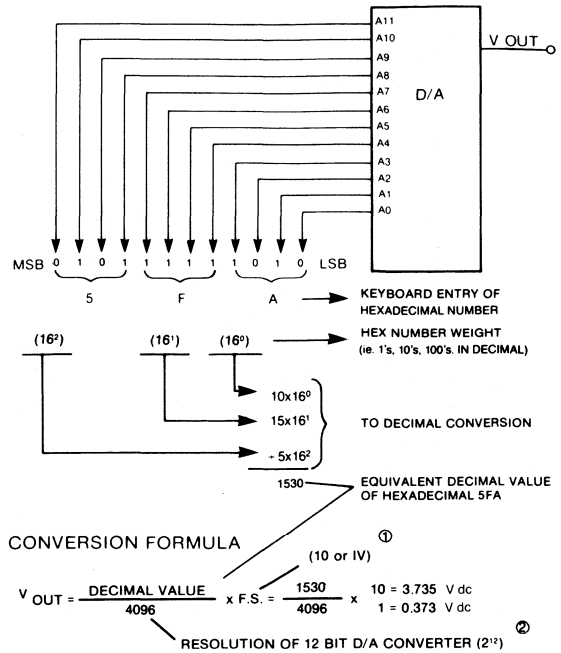 A11
A10
A9
A8
A7
A6
A5
A4
A3
A2
A1
A0
D/A
V OUT
MSB 0 1 0 1 1 1 1 1 1 0 1 0 LSB
5 F A
KEYBOARD ENTRY OF
HEXADECIMAL NUMBER
(16²) (16¹) (16⁰)
HEX NUMBER WEIGHT
(ie. 1's, 10's, 100's. IN DECIMAL)
10x16⁰
15x16¹
+ 5x16²
TO DECIMAL CONVERSION
1530
EQUIVALENT DECIMAL VALUE
OF HEXADECIMAL 5FA
CONVERSION FORMULA
①
(10 or IV)
V OUT = DECIMAL VALUE / 4096 x F.S. = 1530 / 4096 x 10 = 3.735 V dc
1 = 0.373 V dc
②
RESOLUTION OF 12 BIT D/A CONVERTER (2¹²)